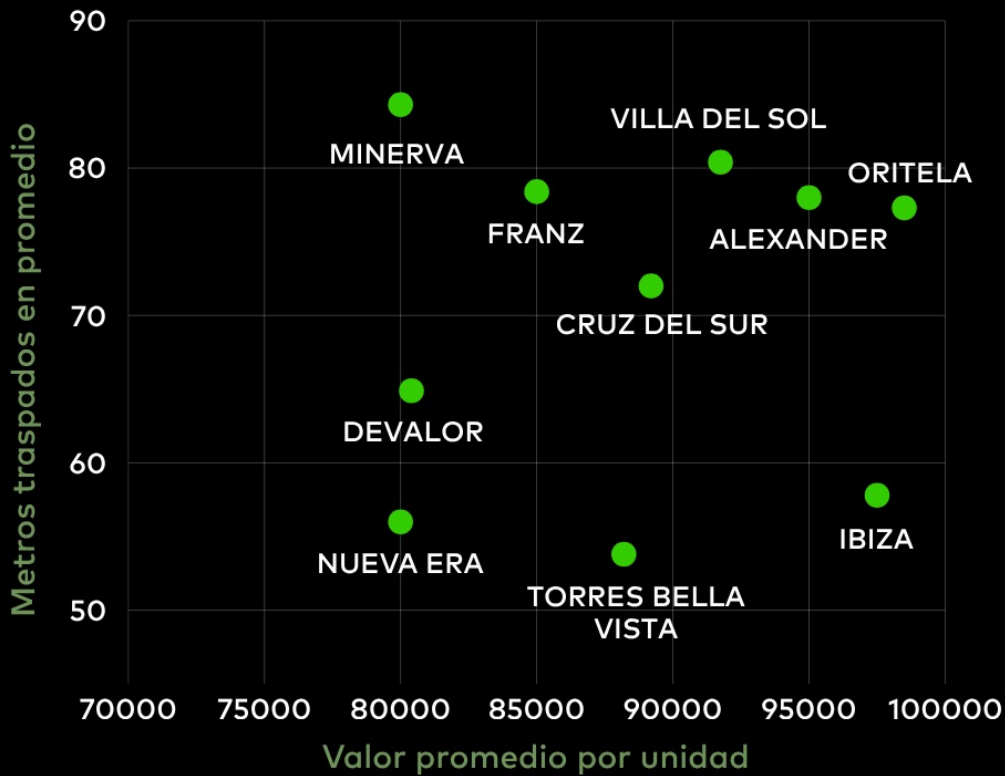 90
MINERVA
VILLA DEL SOL
80
ORITELA
FRANZ
ALEXANDER
70
CRUZ DEL SUR
DEVALOR
60
IBIZA
NUEVA ERA
TORRES BELLA
VISTA
50
Metros traspados en promedio
70000 75000 80000 85000 90000 95000 100000
Valor promedio por unidad